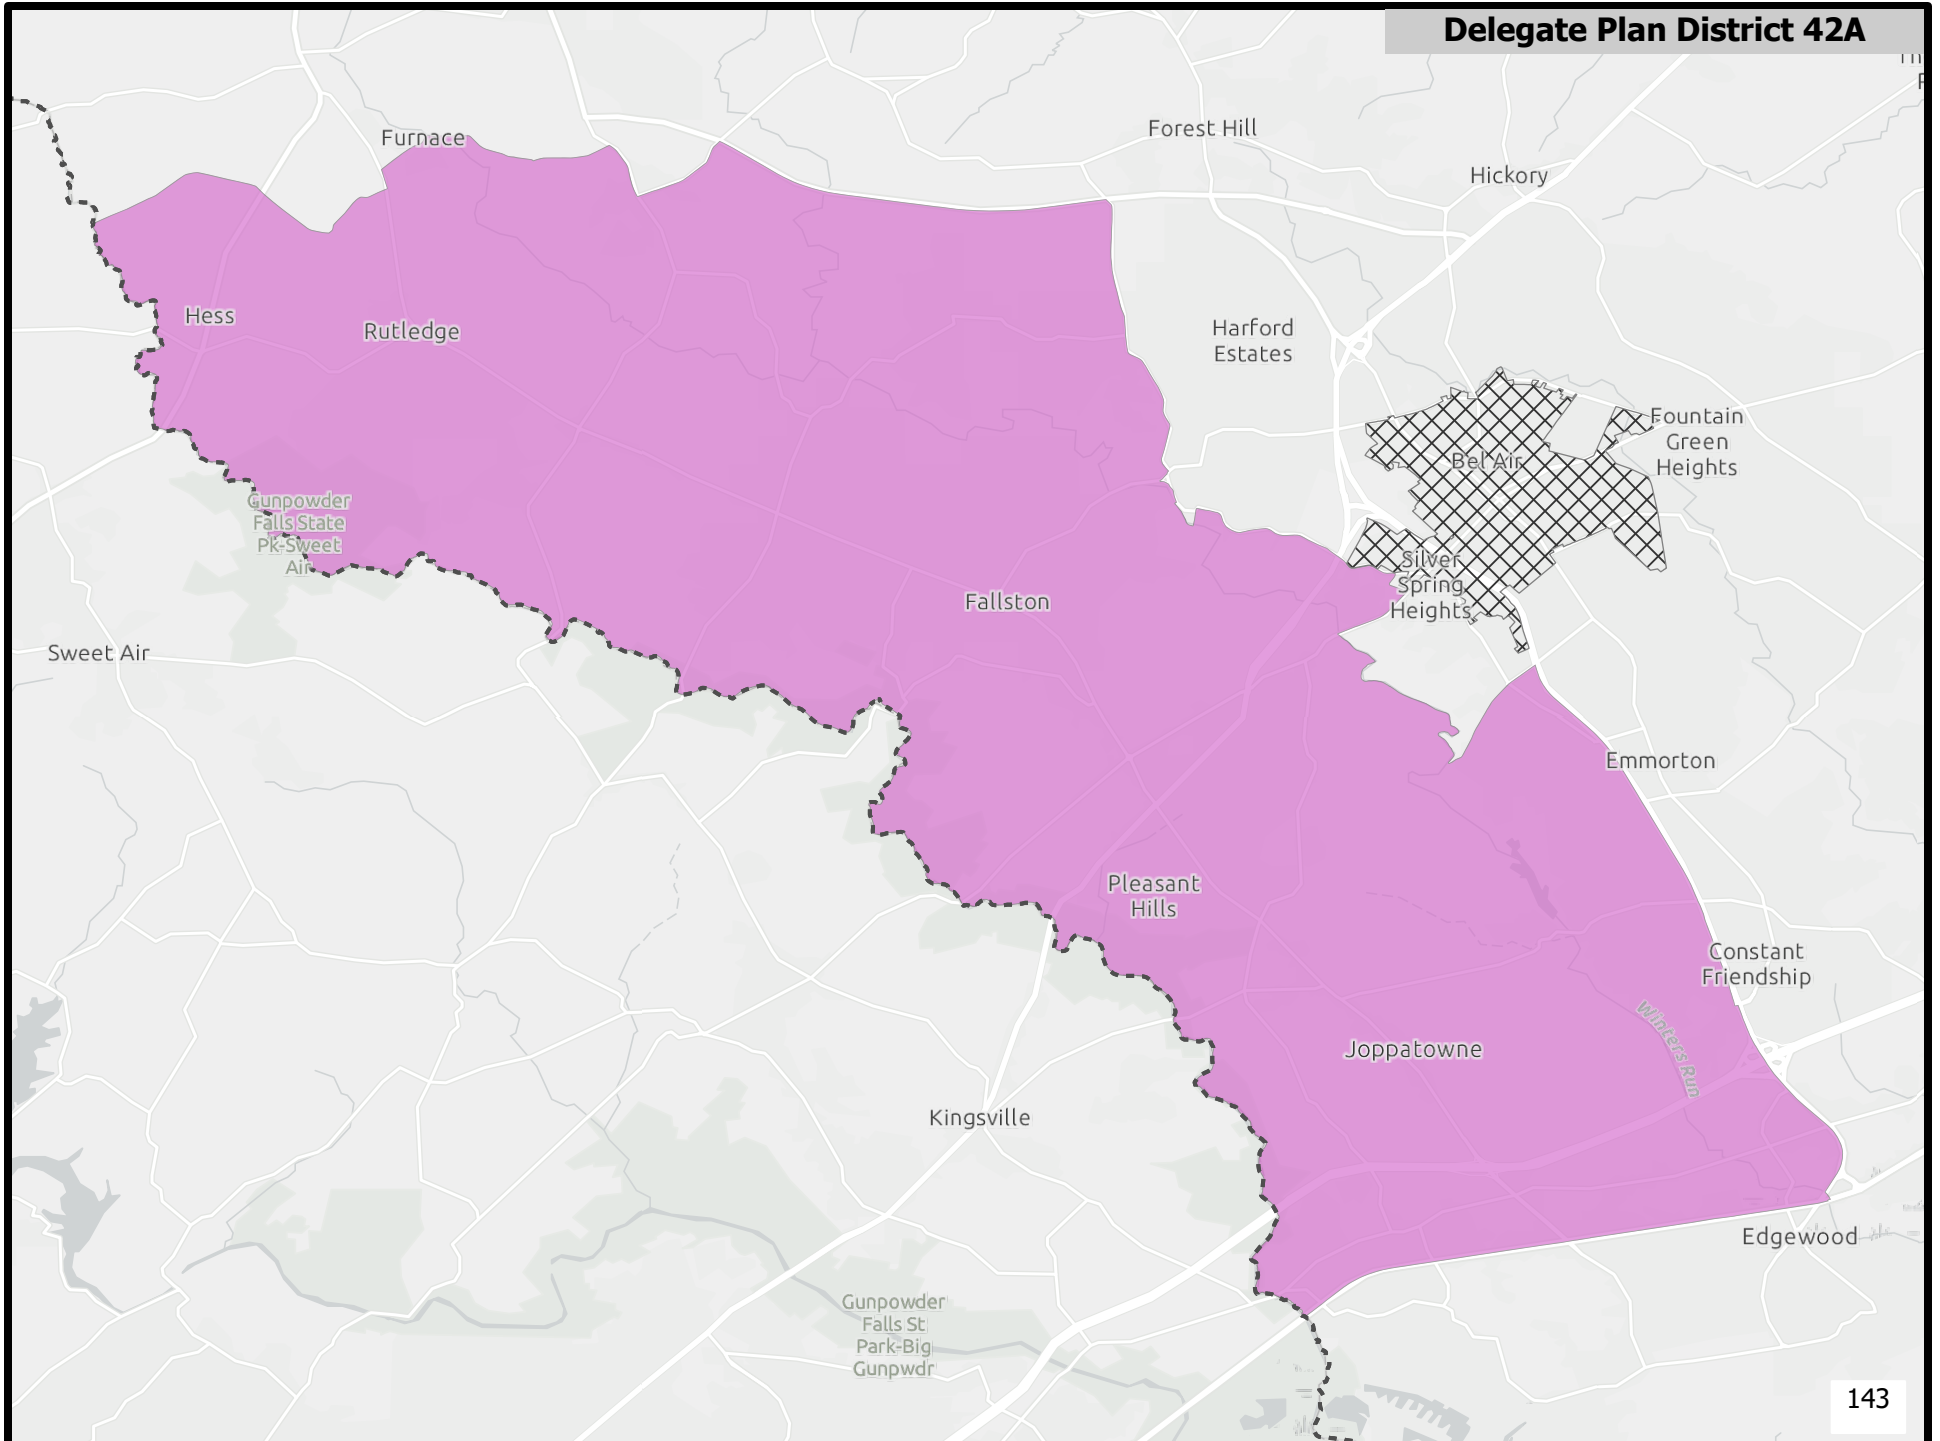 Delegate Plan District 42A
Furnace
Forest Hill
Hickory
Hess
Rutledge
Harford
Estates
Fountain
Green
Heights
Bel Air
Gunpowder
Falls State
Pk-Sweet
Air
Silver
Spring
Heights
Fallston
Sweet Air
Emmorton
Pleasant
Hills
Constant
Friendship
Winters Run
Joppatowne
Kingsville
Edgewood
Gunpowder
Falls St
Park-Big
Gunpwdr
143